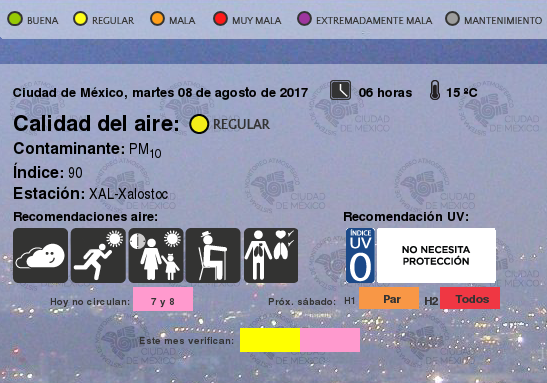 BUENA REGULAR MALA MUY MALA EXTREMADAMENTE MALA MANTENIMIENTO
Ciudad de México, martes 08 de agosto de 2017 06 horas 15 ºC
Calidad del aire: REGULAR
Contaminante: PM10
Índice: 90
Estación: XAL-Xalostoc
Recomendaciones aire: Recomendación UV:
ÍNDICE
UV
0
NO NECESITA
PROTECCIÓN
Hoy no circulan: 7 y 8 Próx. sábado: H1 Par H2 Todos
Este mes verifican:
CIUDAD
DE MÉXICO